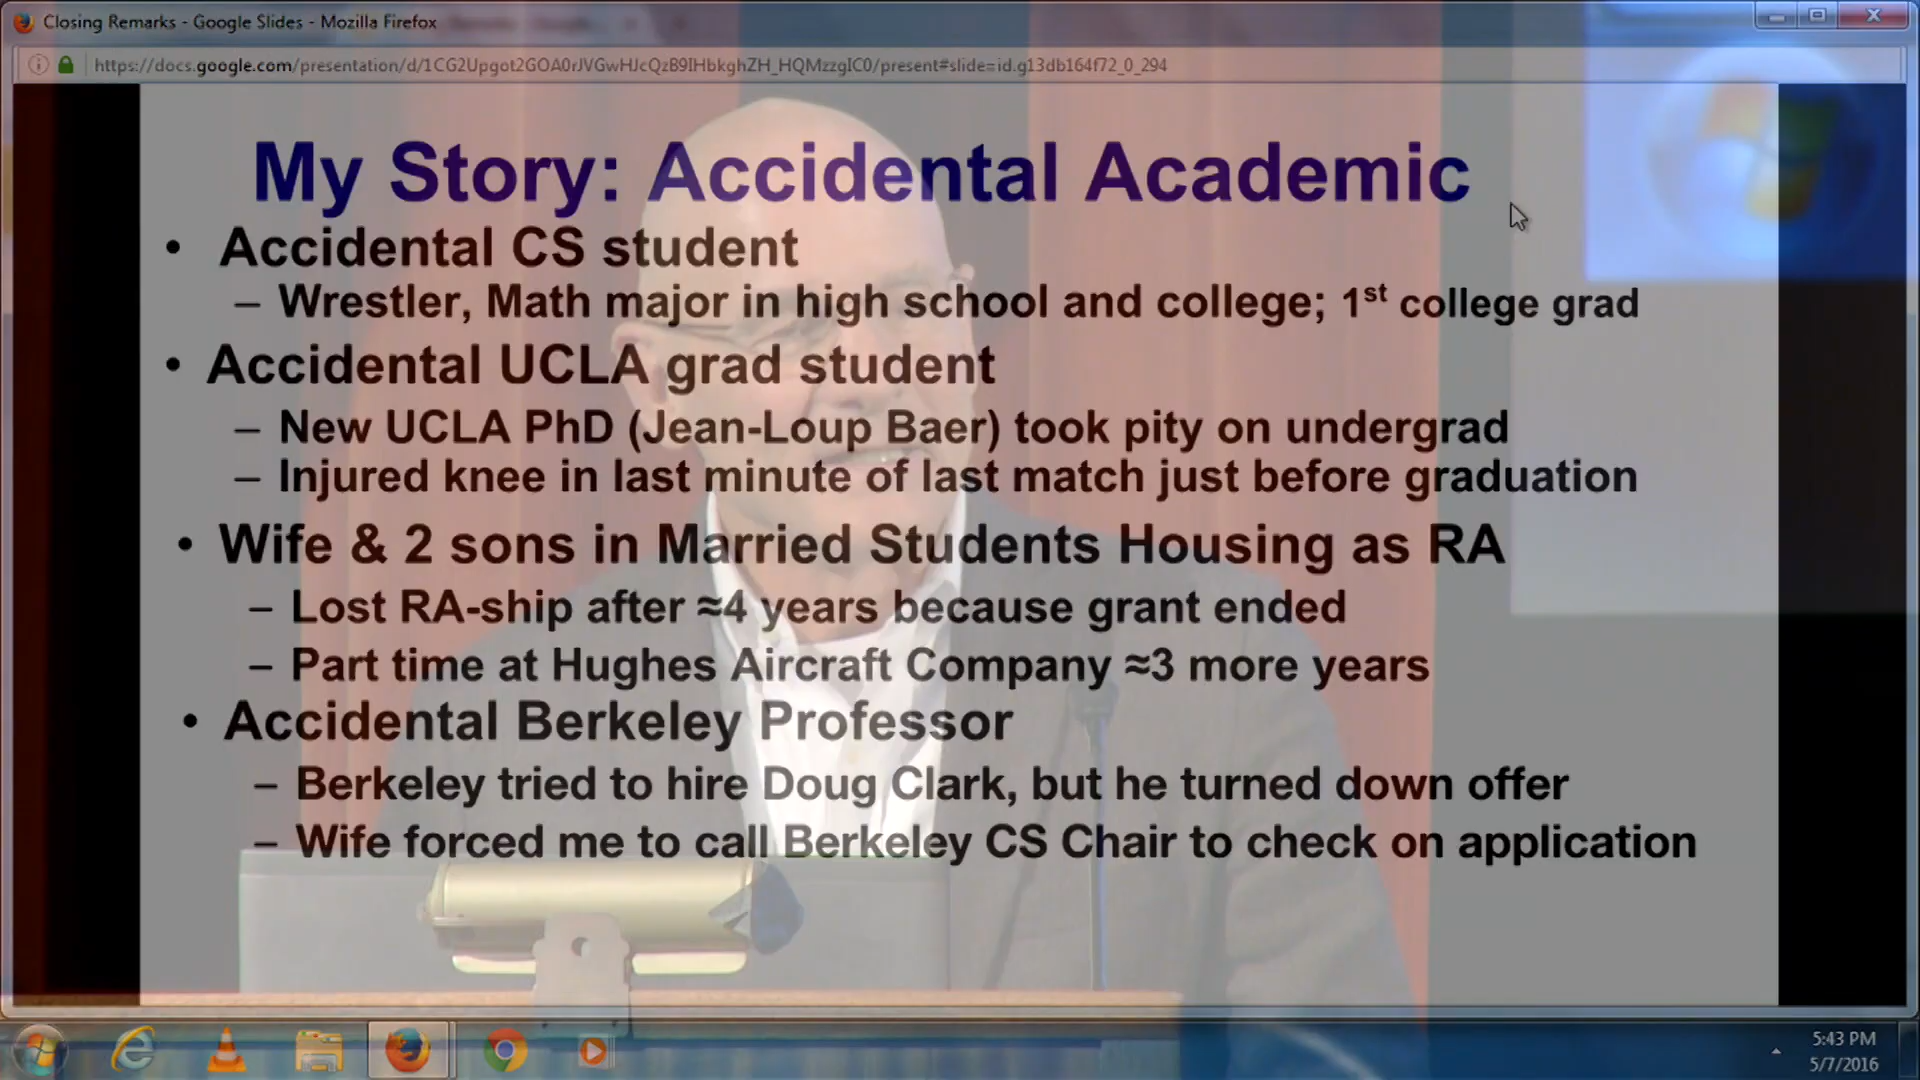 Closing Remarks - Google Slides - Mozilla Firefox
https://docs.google.com/presentation/d/1CG2Upgot2GOA0rJVGwHJcQzB9IHbkghZH_HQMzzgIC0/present#slide=id.g13db164f72_0_294
My Story: Accidental Academic
• Accidental CS student
– Wrestler, Math major in high school and college; 1st college grad
• Accidental UCLA grad student
– New UCLA PhD (Jean-Loup Baer) took pity on undergrad
– Injured knee in last minute of last match just before graduation
• Wife & 2 sons in Married Students Housing as RA
– Lost RA-ship after ≈4 years because grant ended
– Part time at Hughes Aircraft Company ≈3 more years
• Accidental Berkeley Professor
– Berkeley tried to hire Doug Clark, but he turned down offer
– Wife forced me to call Berkeley CS Chair to check on application
5:43 PM
5/7/2016